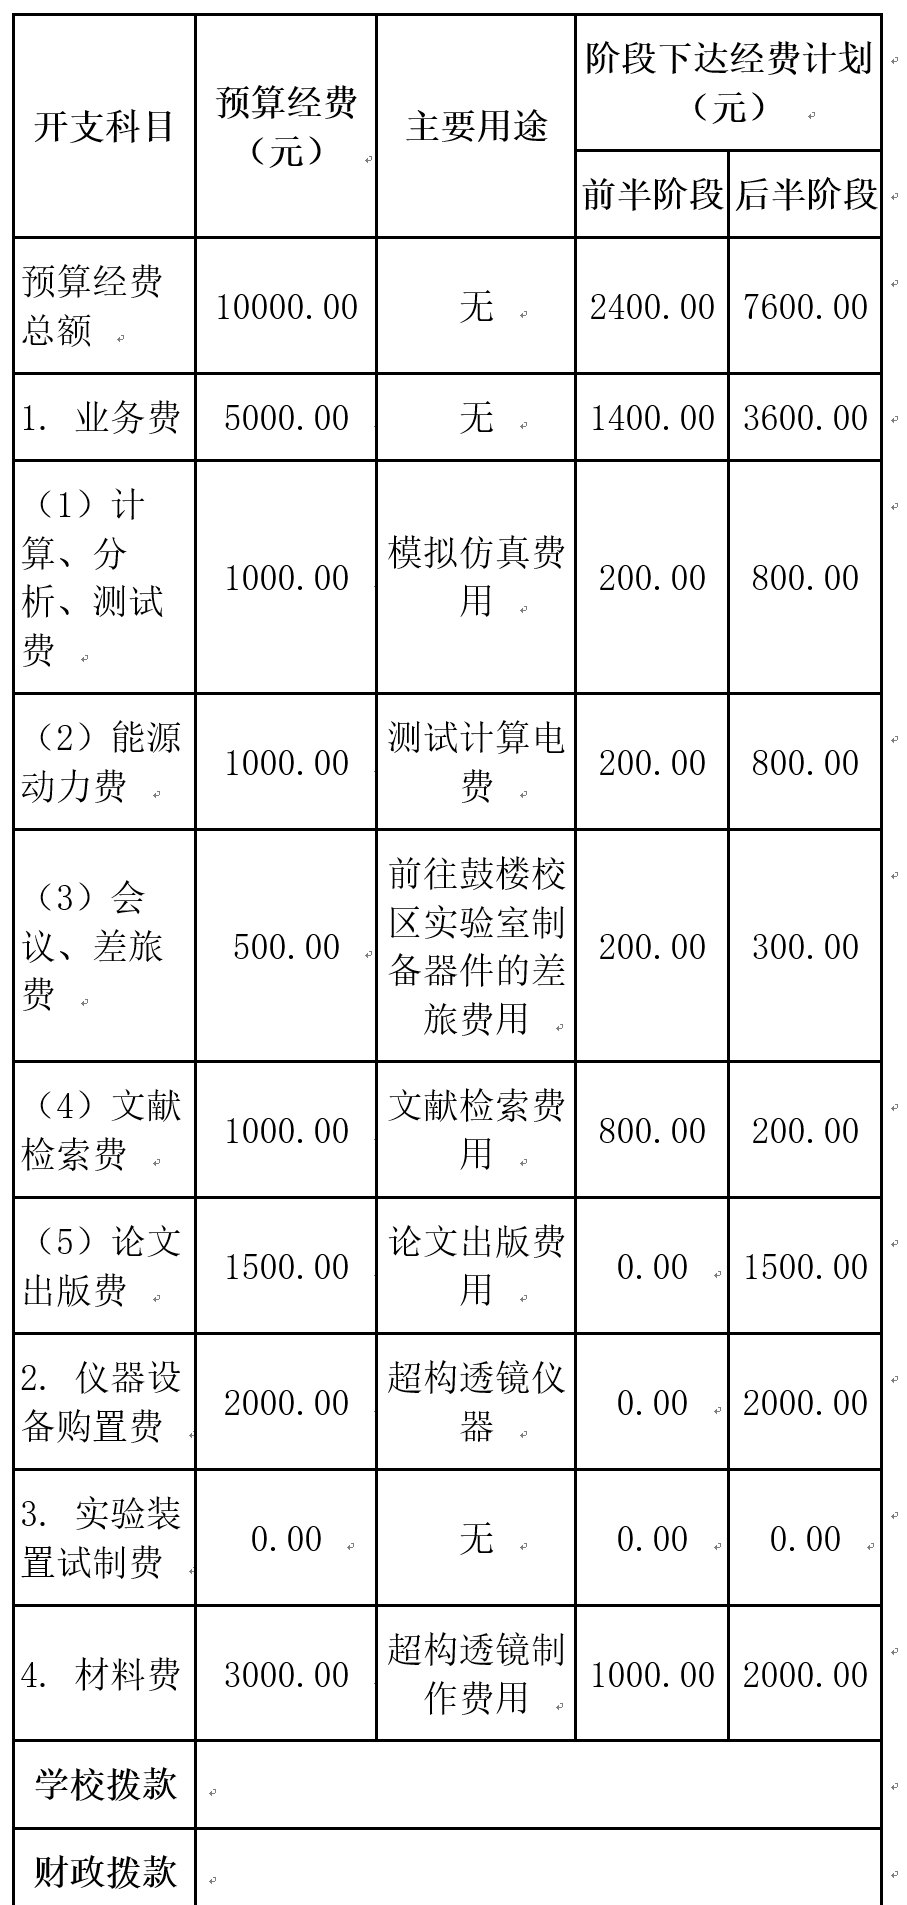 开支科目
预算经费
（元）
主要用途
阶段下达经费计划
（元）
前半阶段
后半阶段
预算经费
总额
10000.00
无
2400.00
7600.00
1. 业务费
5000.00
无
1400.00
3600.00
（1）计
算、分
析、测试
费
1000.00
模拟仿真费
用
200.00
800.00
（2）能源
动力费
1000.00
测试计算电
费
200.00
800.00
（3）会
议、差旅
费
500.00
前往鼓楼校
区实验室制
备器件的差
旅费用
200.00
300.00
（4）文献
检索费
1000.00
文献检索费
用
800.00
200.00
（5）论文
出版费
1500.00
论文出版费
用
0.00
1500.00
2. 仪器设
备购置费
2000.00
超构透镜仪
器
0.00
2000.00
3. 实验装
置试制费
0.00
无
0.00
0.00
4. 材料费
3000.00
超构透镜制
作费用
1000.00
2000.00
学校拨款
财政拨款